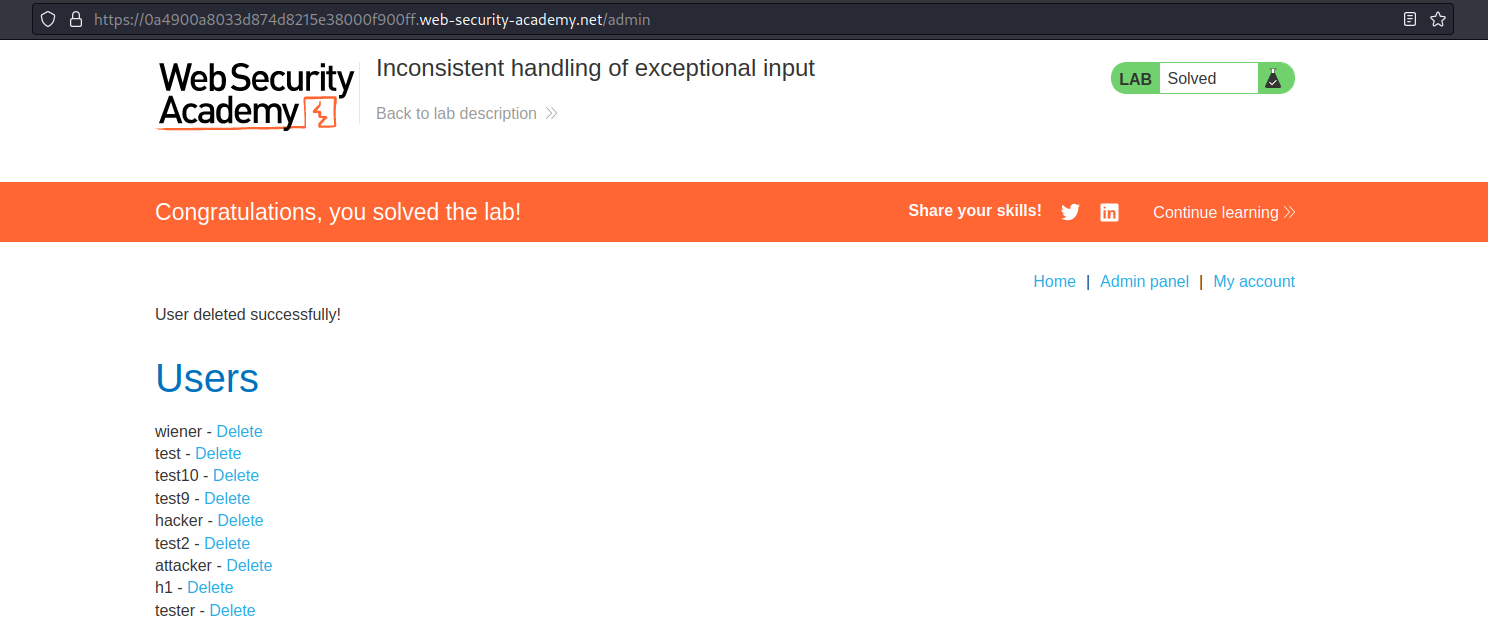 https://0a4900a8033d874d8215e38000f900ff.web-security-academy.net/admin
WebSecurity
Academy
Inconsistent handling of exceptional input
Back to lab description
LAB Solved
Congratulations, you solved the lab!
Share your skills!
Continue learning
Home | Admin panel | My account
User deleted successfully!
Users
wiener - Delete
test - Delete
test10 - Delete
test9 - Delete
hacker - Delete
test2 - Delete
attacker - Delete
h1 - Delete
tester - Delete